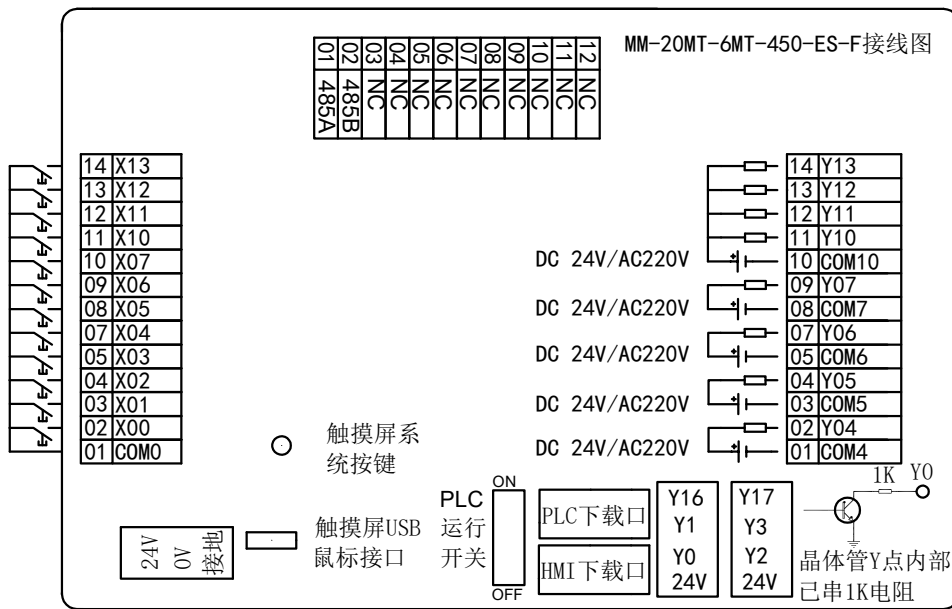 MM-20MT-6MT-450-ES-F接线图
01 485A
02 485B
03 NC
04 NC
05 NC
06 NC
07 NC
08 NC
09 NC
10 NC
11 NC
12 NC
14 X13
13 X12
12 X11
11 X10
10 X07
09 X06
08 X05
07 X04
05 X03
04 X02
03 X01
02 X00
01 COM0
14 Y13
13 Y12
12 Y11
11 Y10
DC 24V/AC220V
10 COM10
09 Y07
DC 24V/AC220V
08 COM7
07 Y06
DC 24V/AC220V
05 COM6
04 Y05
DC 24V/AC220V
03 COM5
02 Y04
DC 24V/AC220V
01 COM4
触摸屏系
统按键
24V
0V
接地
触摸屏USB
鼠标接口
PLC
运行
开关
ON
OFF
PLC下载口
HMI下载口
Y16
Y1
Y0
24V
Y17
Y3
Y2
24V
1K
Y0
晶体管Y点内部
已串1K电阻